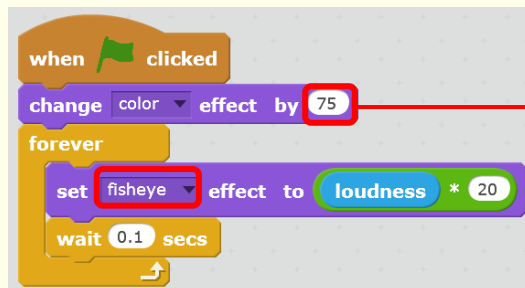 when clicked
change color effect by 75
forever
set fisheye effect to loudness * 20
wait 0.1 secs